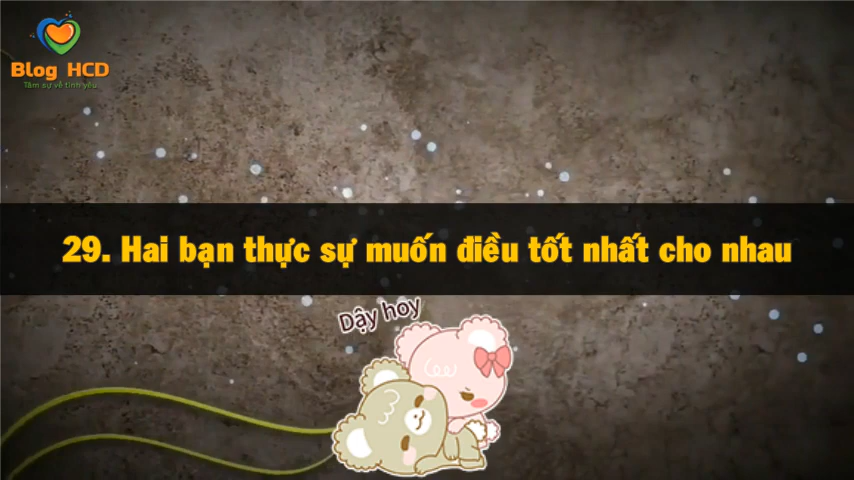 Blog HCD
Tâm sự về tình yêu
29. Hai bạn thực sự muốn điều tốt nhất cho nhau
Dậy hoy